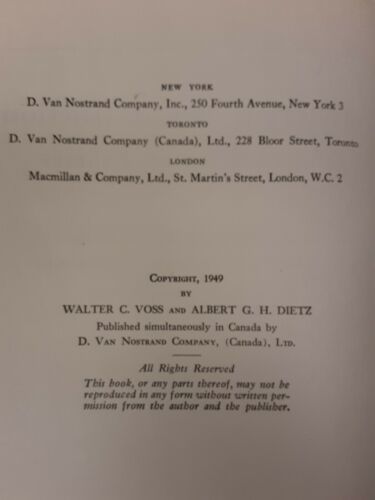 NEW YORK
D. Van Nostrand Company, Inc., 250 Fourth Avenue, New York 3
TORONTO
D. Van Nostrand Company (Canada), Ltd., 228 Bloor Street, Toronto
LONDON
Macmillan & Company, Ltd., St. Martin's Street, London, W.C. 2
COPYRIGHT, 1949
BY
WALTER C. VOSS AND ALBERT G. H. DIETZ
Published simultaneously in Canada by
D. VAN NOSTRAND COMPANY, (CANADA), LTD.
All Rights Reserved
This book, or any parts thereof, may not be
reproduced in any form without written per-
mission from the author and the publisher.